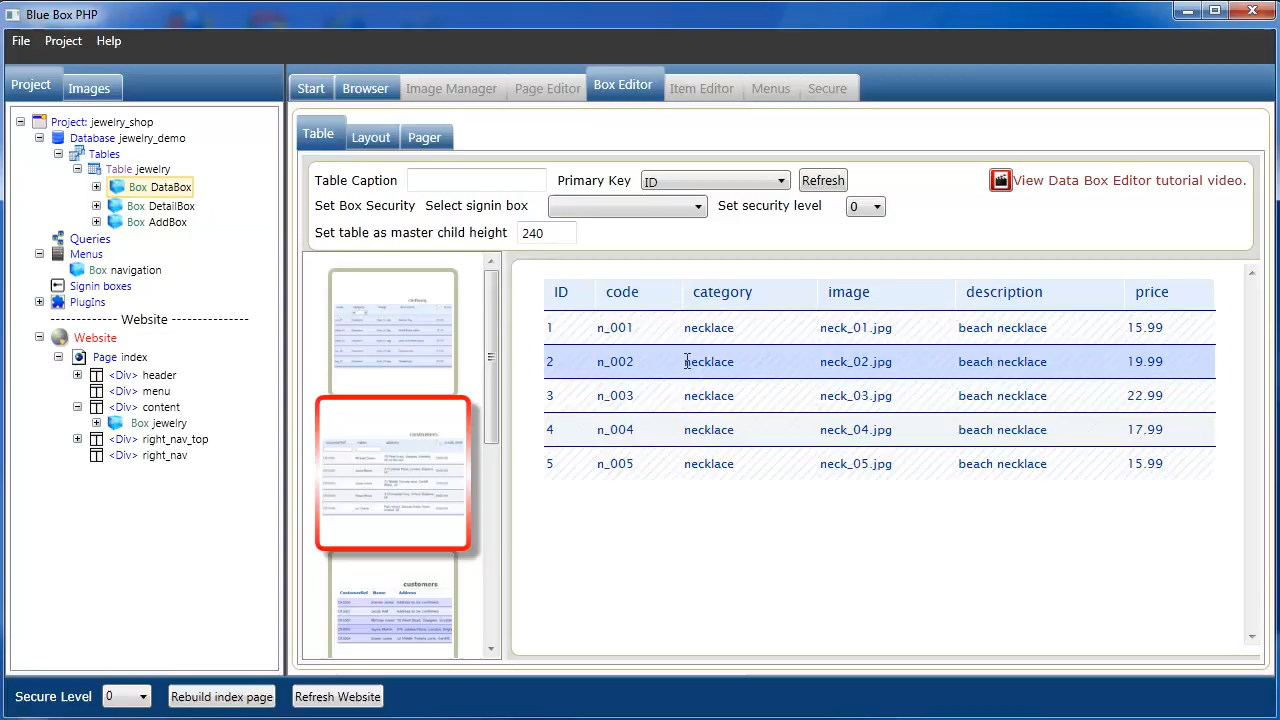 Blue Box PHP
File Project Help
Project Images
Start Browser Image Manager Page Editor Box Editor Item Editor Menus Secure
Project: jewelry_shop
Database jewelry_demo
Tables
Table jewelry
Box DataBox
Box DetailBox
Box AddBox
Queries
Menus
Box navigation
Signin boxes
PlugIns
--------------- Website ---------------
Website
Page index
<Div> header
<Div> menu
<Div> content
Box jewelry
<Div> right_nav_top
<Div> right_nav
Table Layout Pager
Table Caption Primary Key ID Refresh View Data Box Editor tutorial video.
Set Box Security Select signin box Set security level 0
Set table as master child height 240
clothing
customers
customers
CustomerRef Name Address
ID code category image description price
1 n_001 necklace neck_01.jpg beach necklace 15.99
2 n_002 necklace neck_02.jpg beach necklace 19.99
3 n_003 necklace neck_03.jpg beach necklace 22.99
4 n_004 necklace neck_04.jpg beach necklace 17.99
5 n_005 necklace beach necklace
Secure Level 0 Rebuild index page Refresh Website